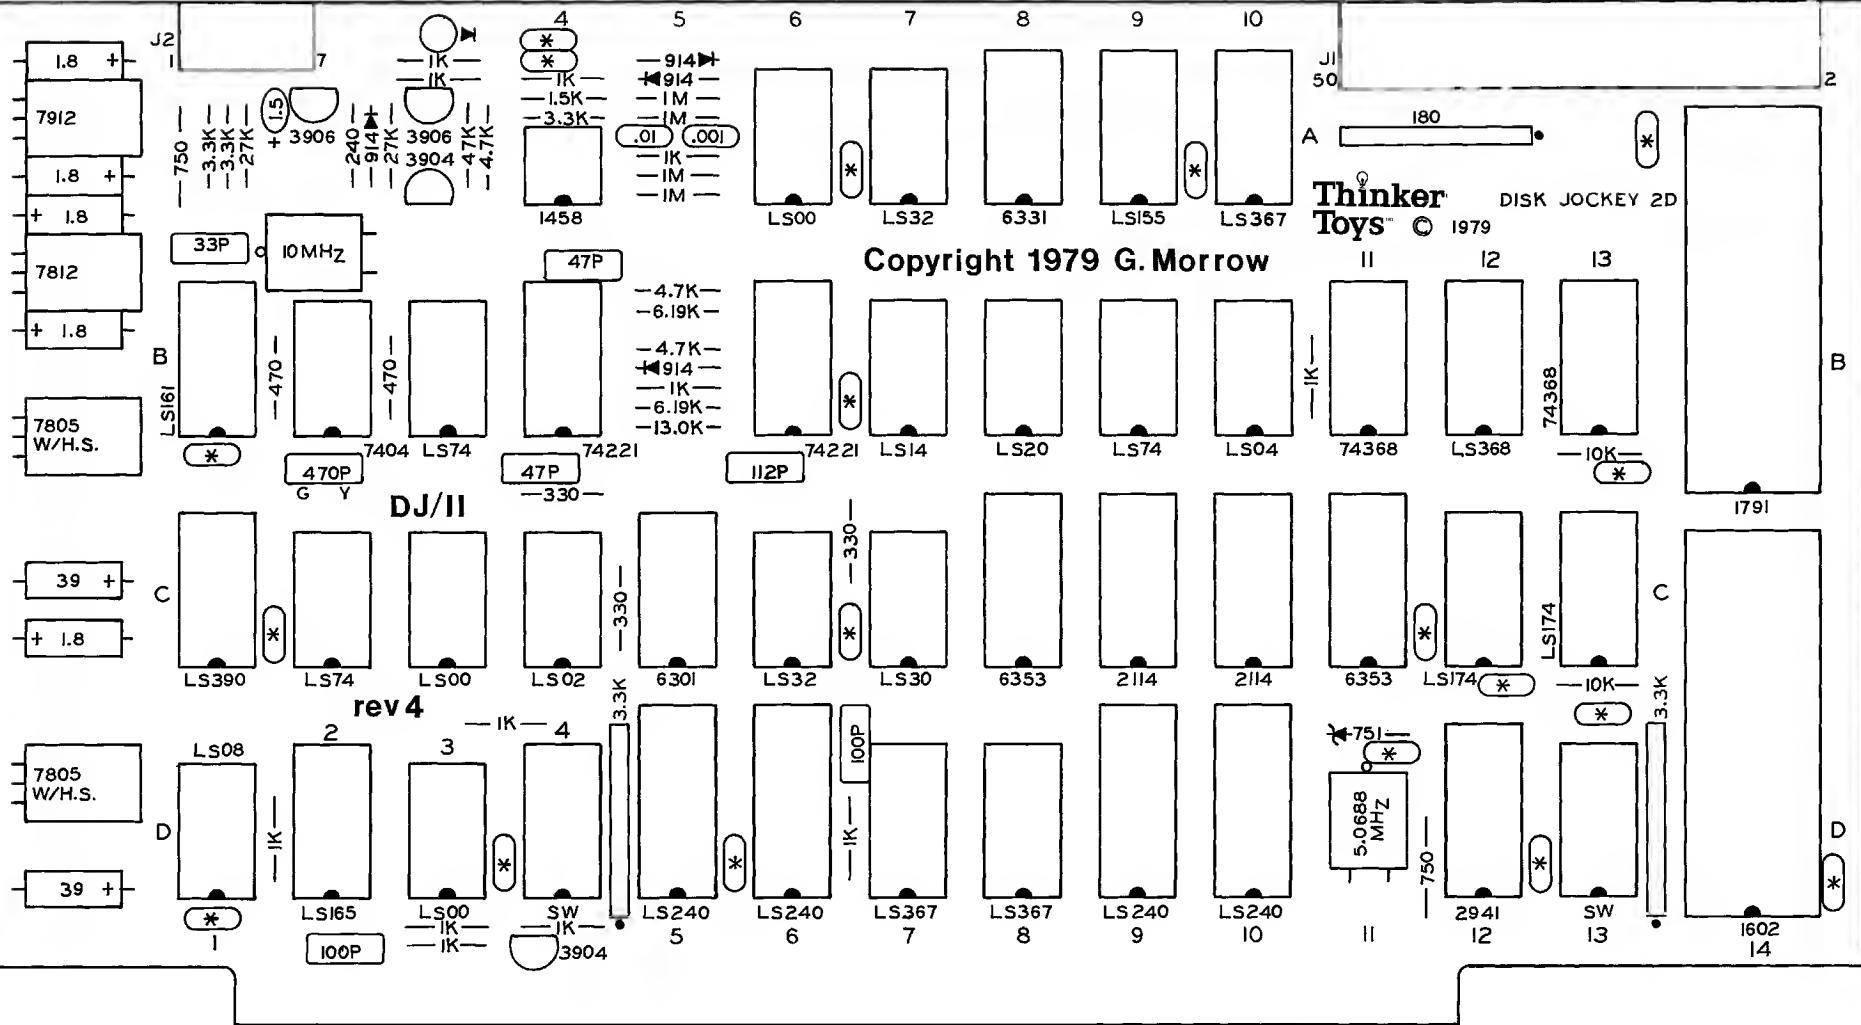 4 5 6 7 8 9 10
J2 1 7
J1 50 2
1.8 +
7912
1.8 +
+ 1.8
7812
+ 1.8
7805 W/H.S.
39 +
+ 1.8
7805 W/H.S.
39 +
750 3.3K 3.3K 27K
+ 1.5
3906
240 914 27K
1K
1K
3906
3904
47K 4.7K
*
*
1K
1.5K
3.3K
1458
914
914
1M
1M
.01 .001
1K
1M
1M
LS00 * LS32 6331 LS155 * LS367
A 180 *
Thinker Toys™ © 1979
DISK JOCKEY 2D
33P 10MHZ 47P
Copyright 1979 G. Morrow
11 12 13
B LS161 470 470
4.7K
6.19K
4.7K
914
1K
6.19K
13.0K
* 1K 74368 B
* 7404 LS74 74221 74221 LS14 LS20 LS74 LS04 74368 LS368
10K
*
470P 47P 112P
G Y
330
1791
DJ/II
330
C * 330 * * LS174 C
LS390 LS74 LS00 LS02 6301 LS32 LS30 6353 2114 2114 6353 LS174 *
10K
*
3.3K 3.3K
rev 4
1K
LS08 2 3 4
100P
751
*
5.0688 MHZ
D 1K * * 1K 750 * D *
*
LS165 LS00 SW LS240 LS240 LS367 LS367 LS240 LS240 2941 SW 1602
1K
1K
1K
3904
100P
1 5 6 7 8 9 10 11 12 13 14